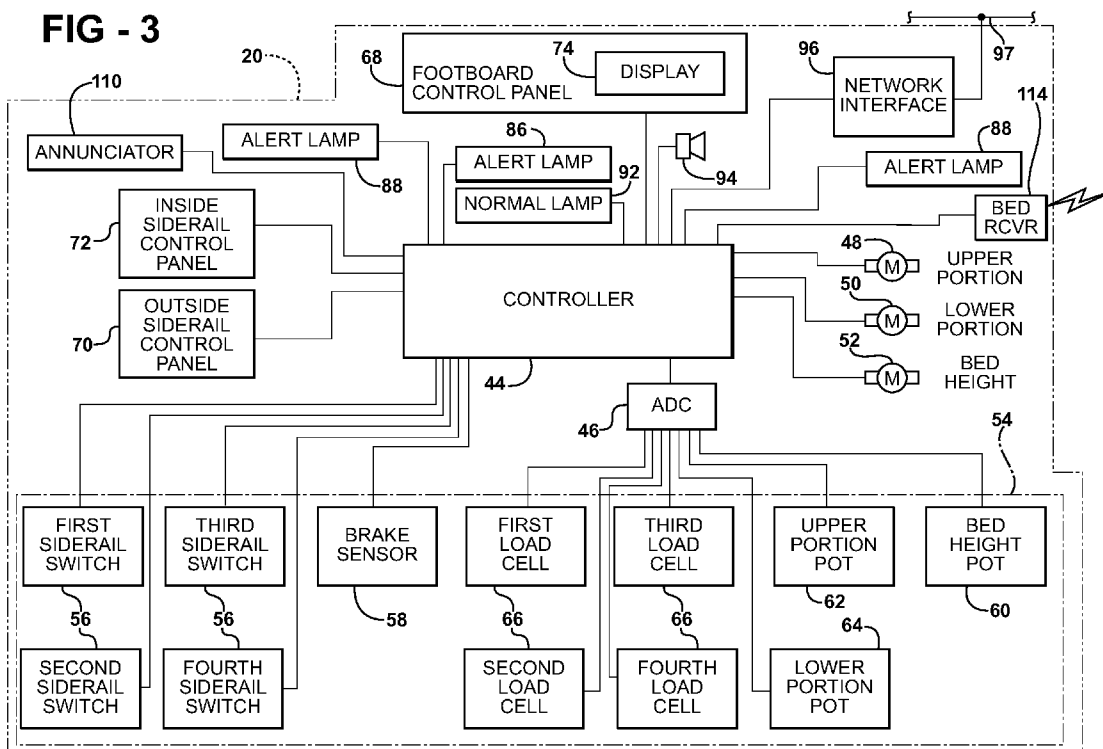 FIG - 3
20
110
ANNUNCIATOR
ALERT LAMP
88
68
FOOTBOARD
CONTROL PANEL
74
DISPLAY
86
ALERT LAMP
92
NORMAL LAMP
94
96
NETWORK
INTERFACE
97
114
88
ALERT LAMP
BED
RCVR
72
INSIDE
SIDERAIL
CONTROL
PANEL
70
OUTSIDE
SIDERAIL
CONTROL
PANEL
CONTROLLER
44
48
M
UPPER
PORTION
50
M
LOWER
PORTION
52
M
BED
HEIGHT
46
ADC
54
FIRST
SIDERAIL
SWITCH
THIRD
SIDERAIL
SWITCH
BRAKE
SENSOR
FIRST
LOAD
CELL
THIRD
LOAD
CELL
UPPER
PORTION
POT
BED
HEIGHT
POT
56
56
58
66
66
62
64
60
SECOND
SIDERAIL
SWITCH
FOURTH
SIDERAIL
SWITCH
SECOND
LOAD
CELL
FOURTH
LOAD
CELL
LOWER
PORTION
POT